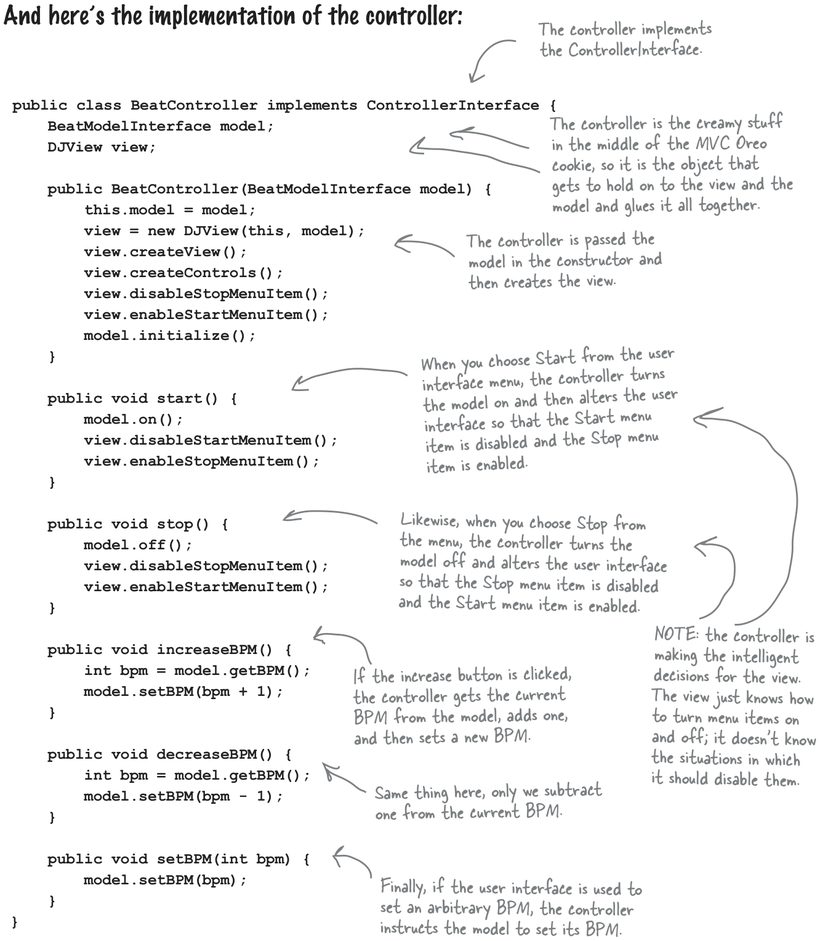 And here's the implementation of the controller:
The controller implements
the ControllerInterface.
public class BeatController implements ControllerInterface {
BeatModelInterface model;
DJView view;
The controller is the creamy stuff
in the middle of the MVC Oreo
cookie, so it is the object that
gets to hold on to the view and the
model and glues it all together.
public BeatController(BeatModelInterface model) {
this.model = model;
view = new DJView(this, model);
view.createView();
view.createControls();
view.disableStopMenuItem();
view.enableStartMenuItem();
model.initialize();
}
The controller is passed the
model in the constructor and
then creates the view.
public void start() {
model.on();
view.disableStartMenuItem();
view.enableStopMenuItem();
}
When you choose Start from the user
interface menu, the controller turns
the model on and then alters the user
interface so that the Start menu
item is disabled and the Stop menu
item is enabled.
public void stop() {
model.off();
view.disableStopMenuItem();
view.enableStartMenuItem();
}
Likewise, when you choose Stop from
the menu, the controller turns the
model off and alters the user interface
so that the Stop menu item is disabled
and the Start menu item is enabled.
NOTE: the controller is
making the intelligent
decisions for the view.
The view just knows how
to turn menu items on
and off; it doesn't know
the situations in which
it should disable them.
public void increaseBPM() {
int bpm = model.getBPM();
model.setBPM(bpm + 1);
}
If the increase button is clicked,
the controller gets the current
BPM from the model, adds one,
and then sets a new BPM.
public void decreaseBPM() {
int bpm = model.getBPM();
model.setBPM(bpm - 1);
}
Same thing here, only we subtract
one from the current BPM.
public void setBPM(int bpm) {
model.setBPM(bpm);
}
}
Finally, if the user interface is used to
set an arbitrary BPM, the controller
instructs the model to set its BPM.